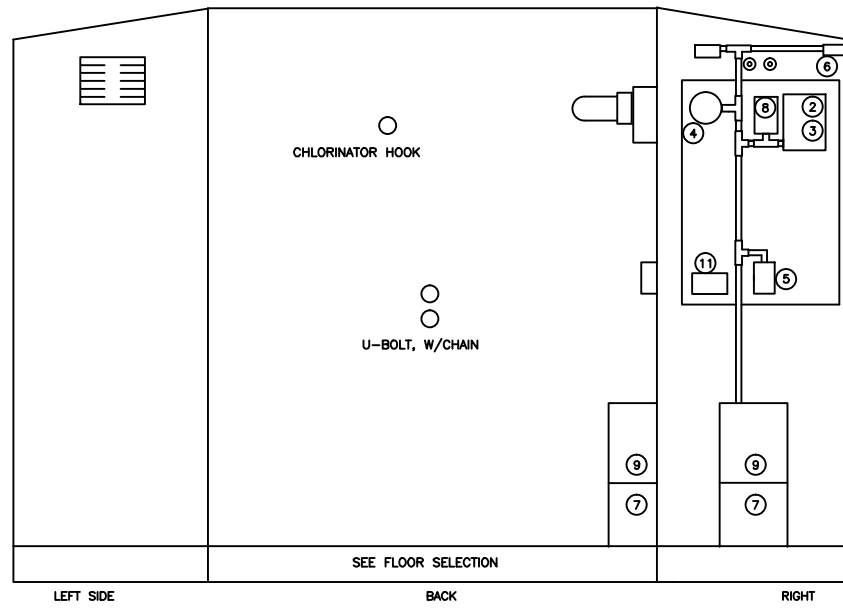 6
8
2
4
3
CHLORINATOR HOOK
11
5
U-BOLT, W/CHAIN
9
9
7
7
SEE FLOOR SELECTION
LEFT SIDE
BACK
RIGHT